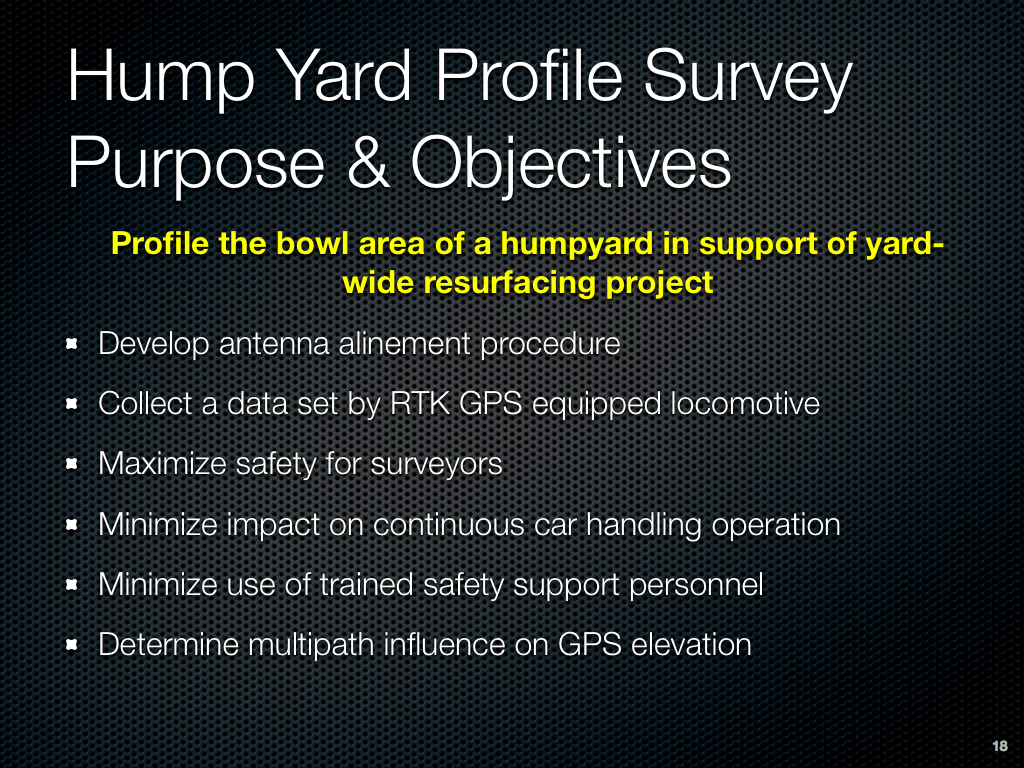 Hump Yard Profile Survey
Purpose & Objectives
Profile the bowl area of a humpyard in support of yard-
wide resurfacing project
Develop antenna alinement procedure
Collect a data set by RTK GPS equipped locomotive
Maximize safety for surveyors
Minimize impact on continuous car handling operation
Minimize use of trained safety support personnel
Determine multipath influence on GPS elevation
18